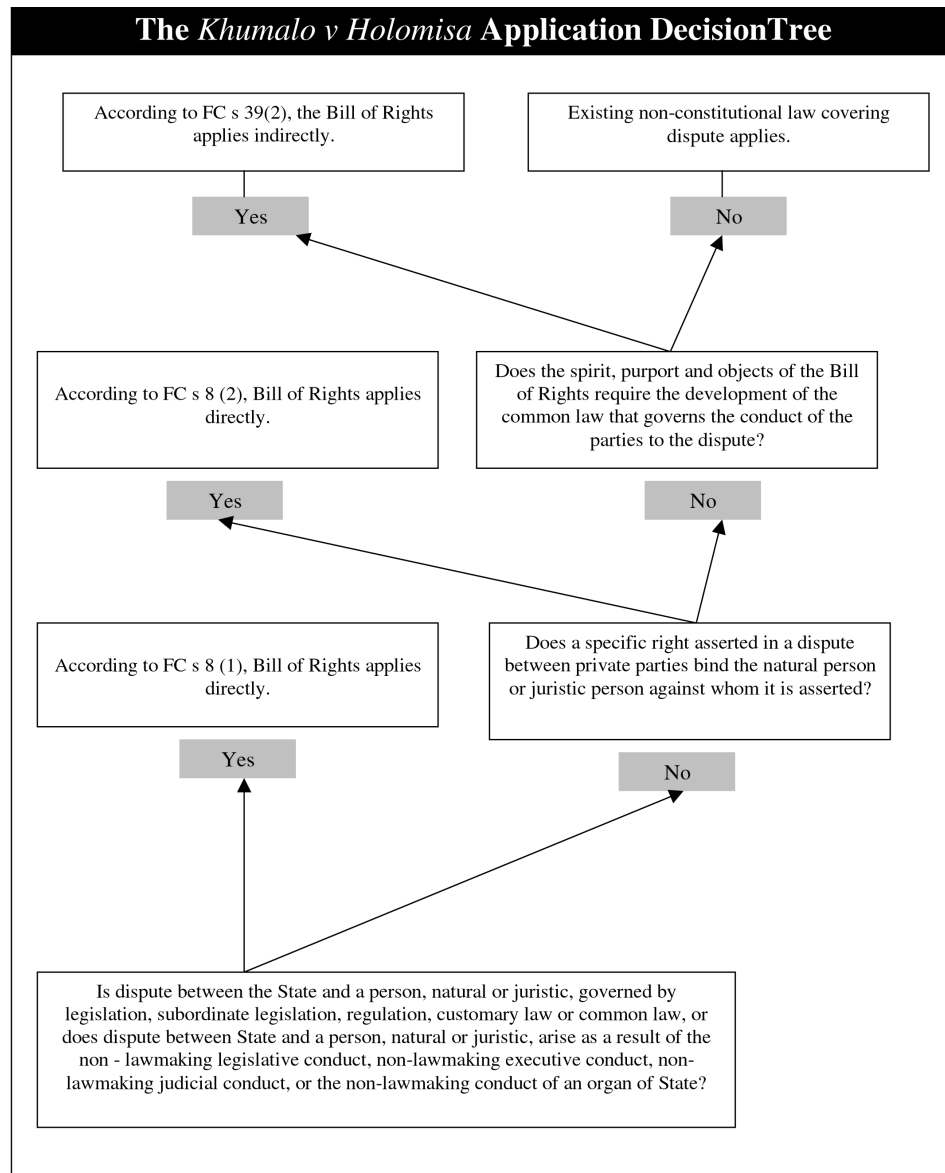 The Khumalo v Holomisa Application DecisionTree
According to FC s 39(2), the Bill of Rights
applies indirectly.
Existing non-constitutional law covering
dispute applies.
Yes
No
According to FC s 8 (2), Bill of Rights applies
directly.
Does the spirit, purport and objects of the Bill
of Rights require the development of the
common law that governs the conduct of the
parties to the dispute?
Yes
No
According to FC s 8 (1), Bill of Rights applies
directly.
Does a specific right asserted in a dispute
between private parties bind the natural person
or juristic person against whom it is asserted?
Yes
No
Is dispute between the State and a person, natural or juristic, governed by
legislation, subordinate legislation, regulation, customary law or common law, or
does dispute between State and a person, natural or juristic, arise as a result of the
non - lawmaking legislative conduct, non-lawmaking executive conduct, non-
lawmaking judicial conduct, or the non-lawmaking conduct of an organ of State?